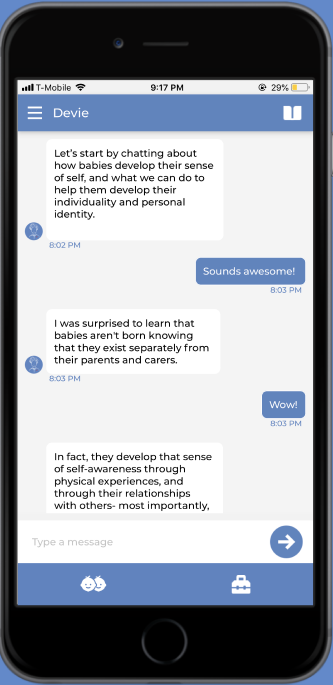 T-Mobile 9:17 PM 29%
Devie
Let's start by chatting about
how babies develop their sense
of self, and what we can do to
help them develop their
individuality and personal
identity.
8:02 PM
Sounds awesome!
8:03 PM
I was surprised to learn that
babies aren't born knowing
that they exist separately from
their parents and carers.
8:03 PM
Wow!
8:03 PM
In fact, they develop that sense
of self-awareness through
physical experiences, and
through their relationships
with others- most importantly,
Type a message